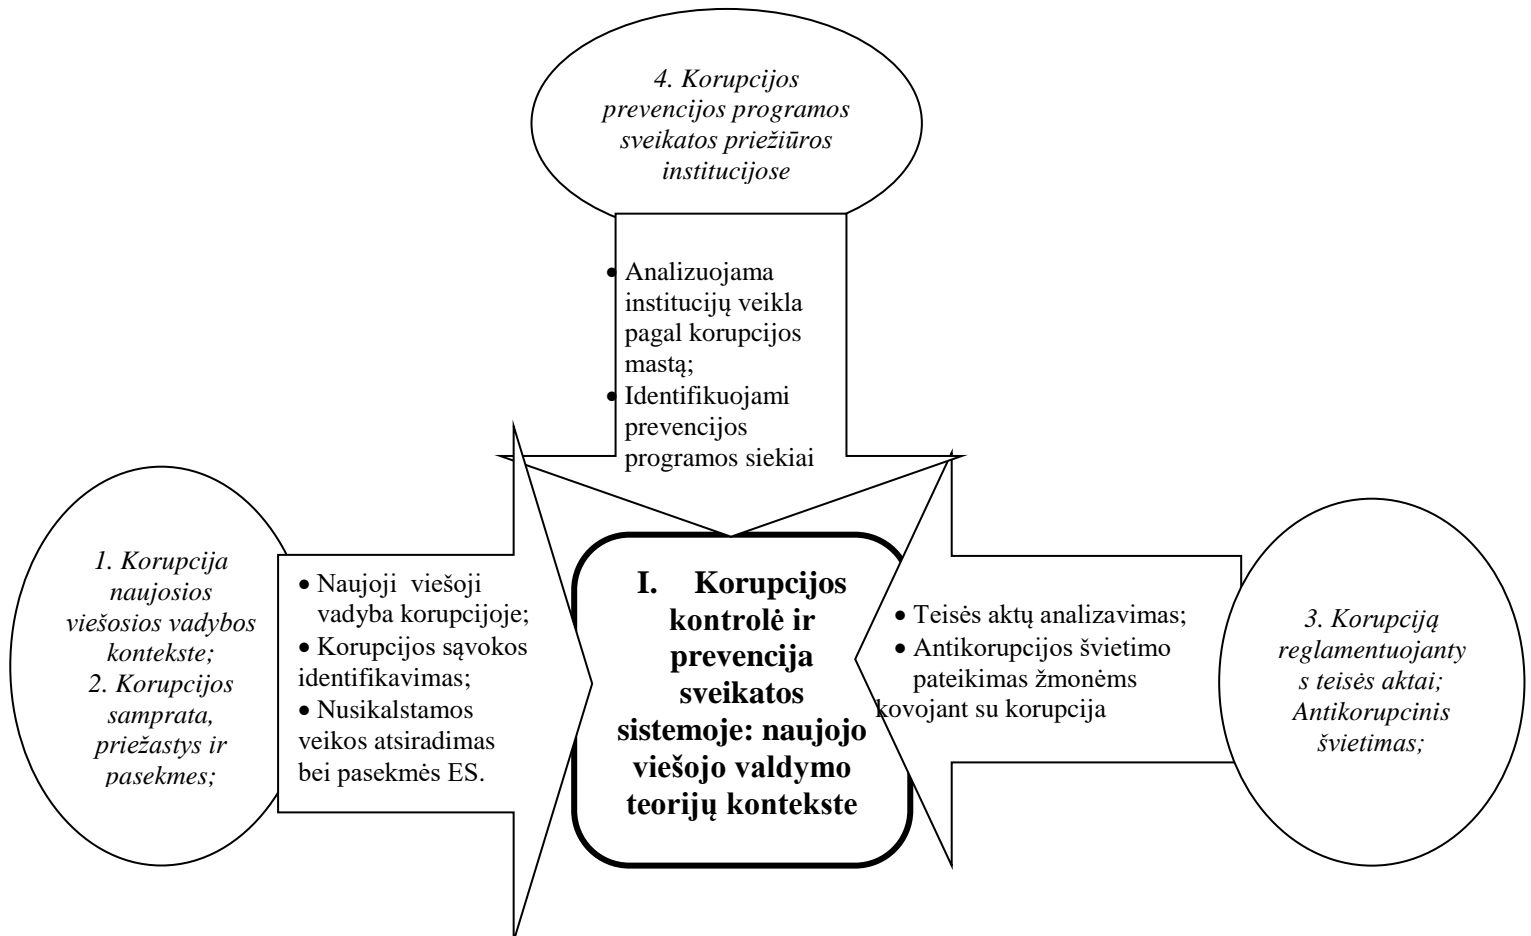 4. Korupcijos
prevencijos programos
sveikatos priežiūros
institucijose
• Analizuojama
institucijų veikla
pagal korupcijos
mastą;
• Identifikuojami
prevencijos
programos siekiai
1. Korupcija
naujosios
viešosios vadybos
kontekste;
2. Korupcijos
samprata,
priežastys ir
pasekmes;
• Naujoji viešoji
vadyba korupcijoje;
• Korupcijos sąvokos
identifikavimas;
• Nusikalstamos
veikos atsiradimas
bei pasekmės ES.
I. Korupcijos
kontrolė ir
prevencija
sveikatos
sistemoje: naujojo
viešojo valdymo
teorijų kontekste
• Teisės aktų analizavimas;
• Antikorupcijos švietimo
pateikimas žmonėms
kovojant su korupcija
3. Korupciją
reglamentuojanty
s teisės aktai;
Antikorupcinis
švietimas;